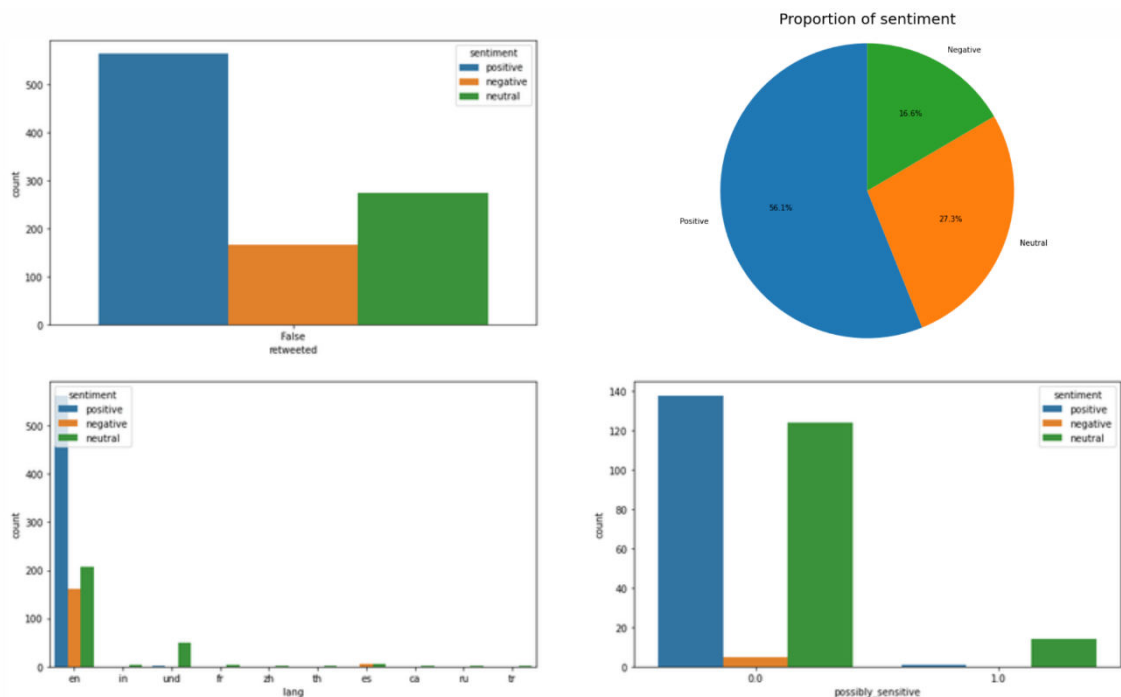 sentiment
positive
negative
neutral
500
400
300
200
100
0
count
False
retweeted
Proportion of sentiment
Negative
16.6%
56.1%
Positive
27.3%
Neutral
sentiment
positive
negative
neutral
500
400
300
200
100
0
count
en in und fr zh th es ca ru tr
lang
sentiment
positive
negative
neutral
140
120
100
80
60
40
20
0
count
0.0 1.0
possibly_sensitive